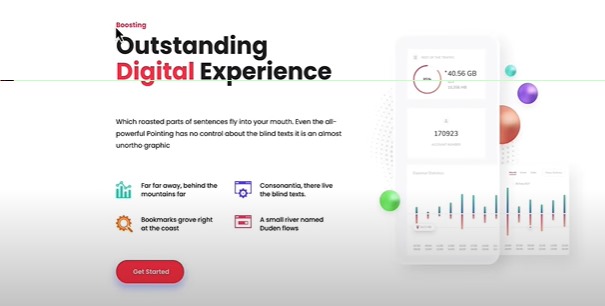 Boosting
Outstanding
Digital Experience
Which roasted parts of sentences fly into your mouth. Even the all-
powerful Pointing has no control about the blind texts it is an almost
unortho graphic
Far far away, behind the
mountains far
Consonantia, there live
the blind texts.
Bookmarks grove right
at the coast
A small river named
Duden flows
Get Started
40.56 GB
170923